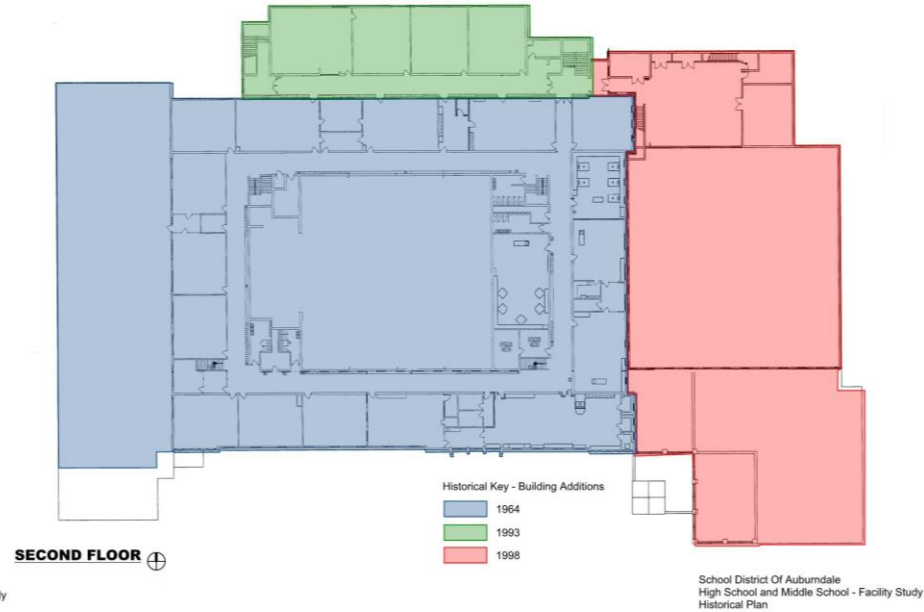 Historical Key - Building Additions
1964
1993
1998
SECOND FLOOR
School District Of Auburndale
High School and Middle School - Facility Study
Historical Plan